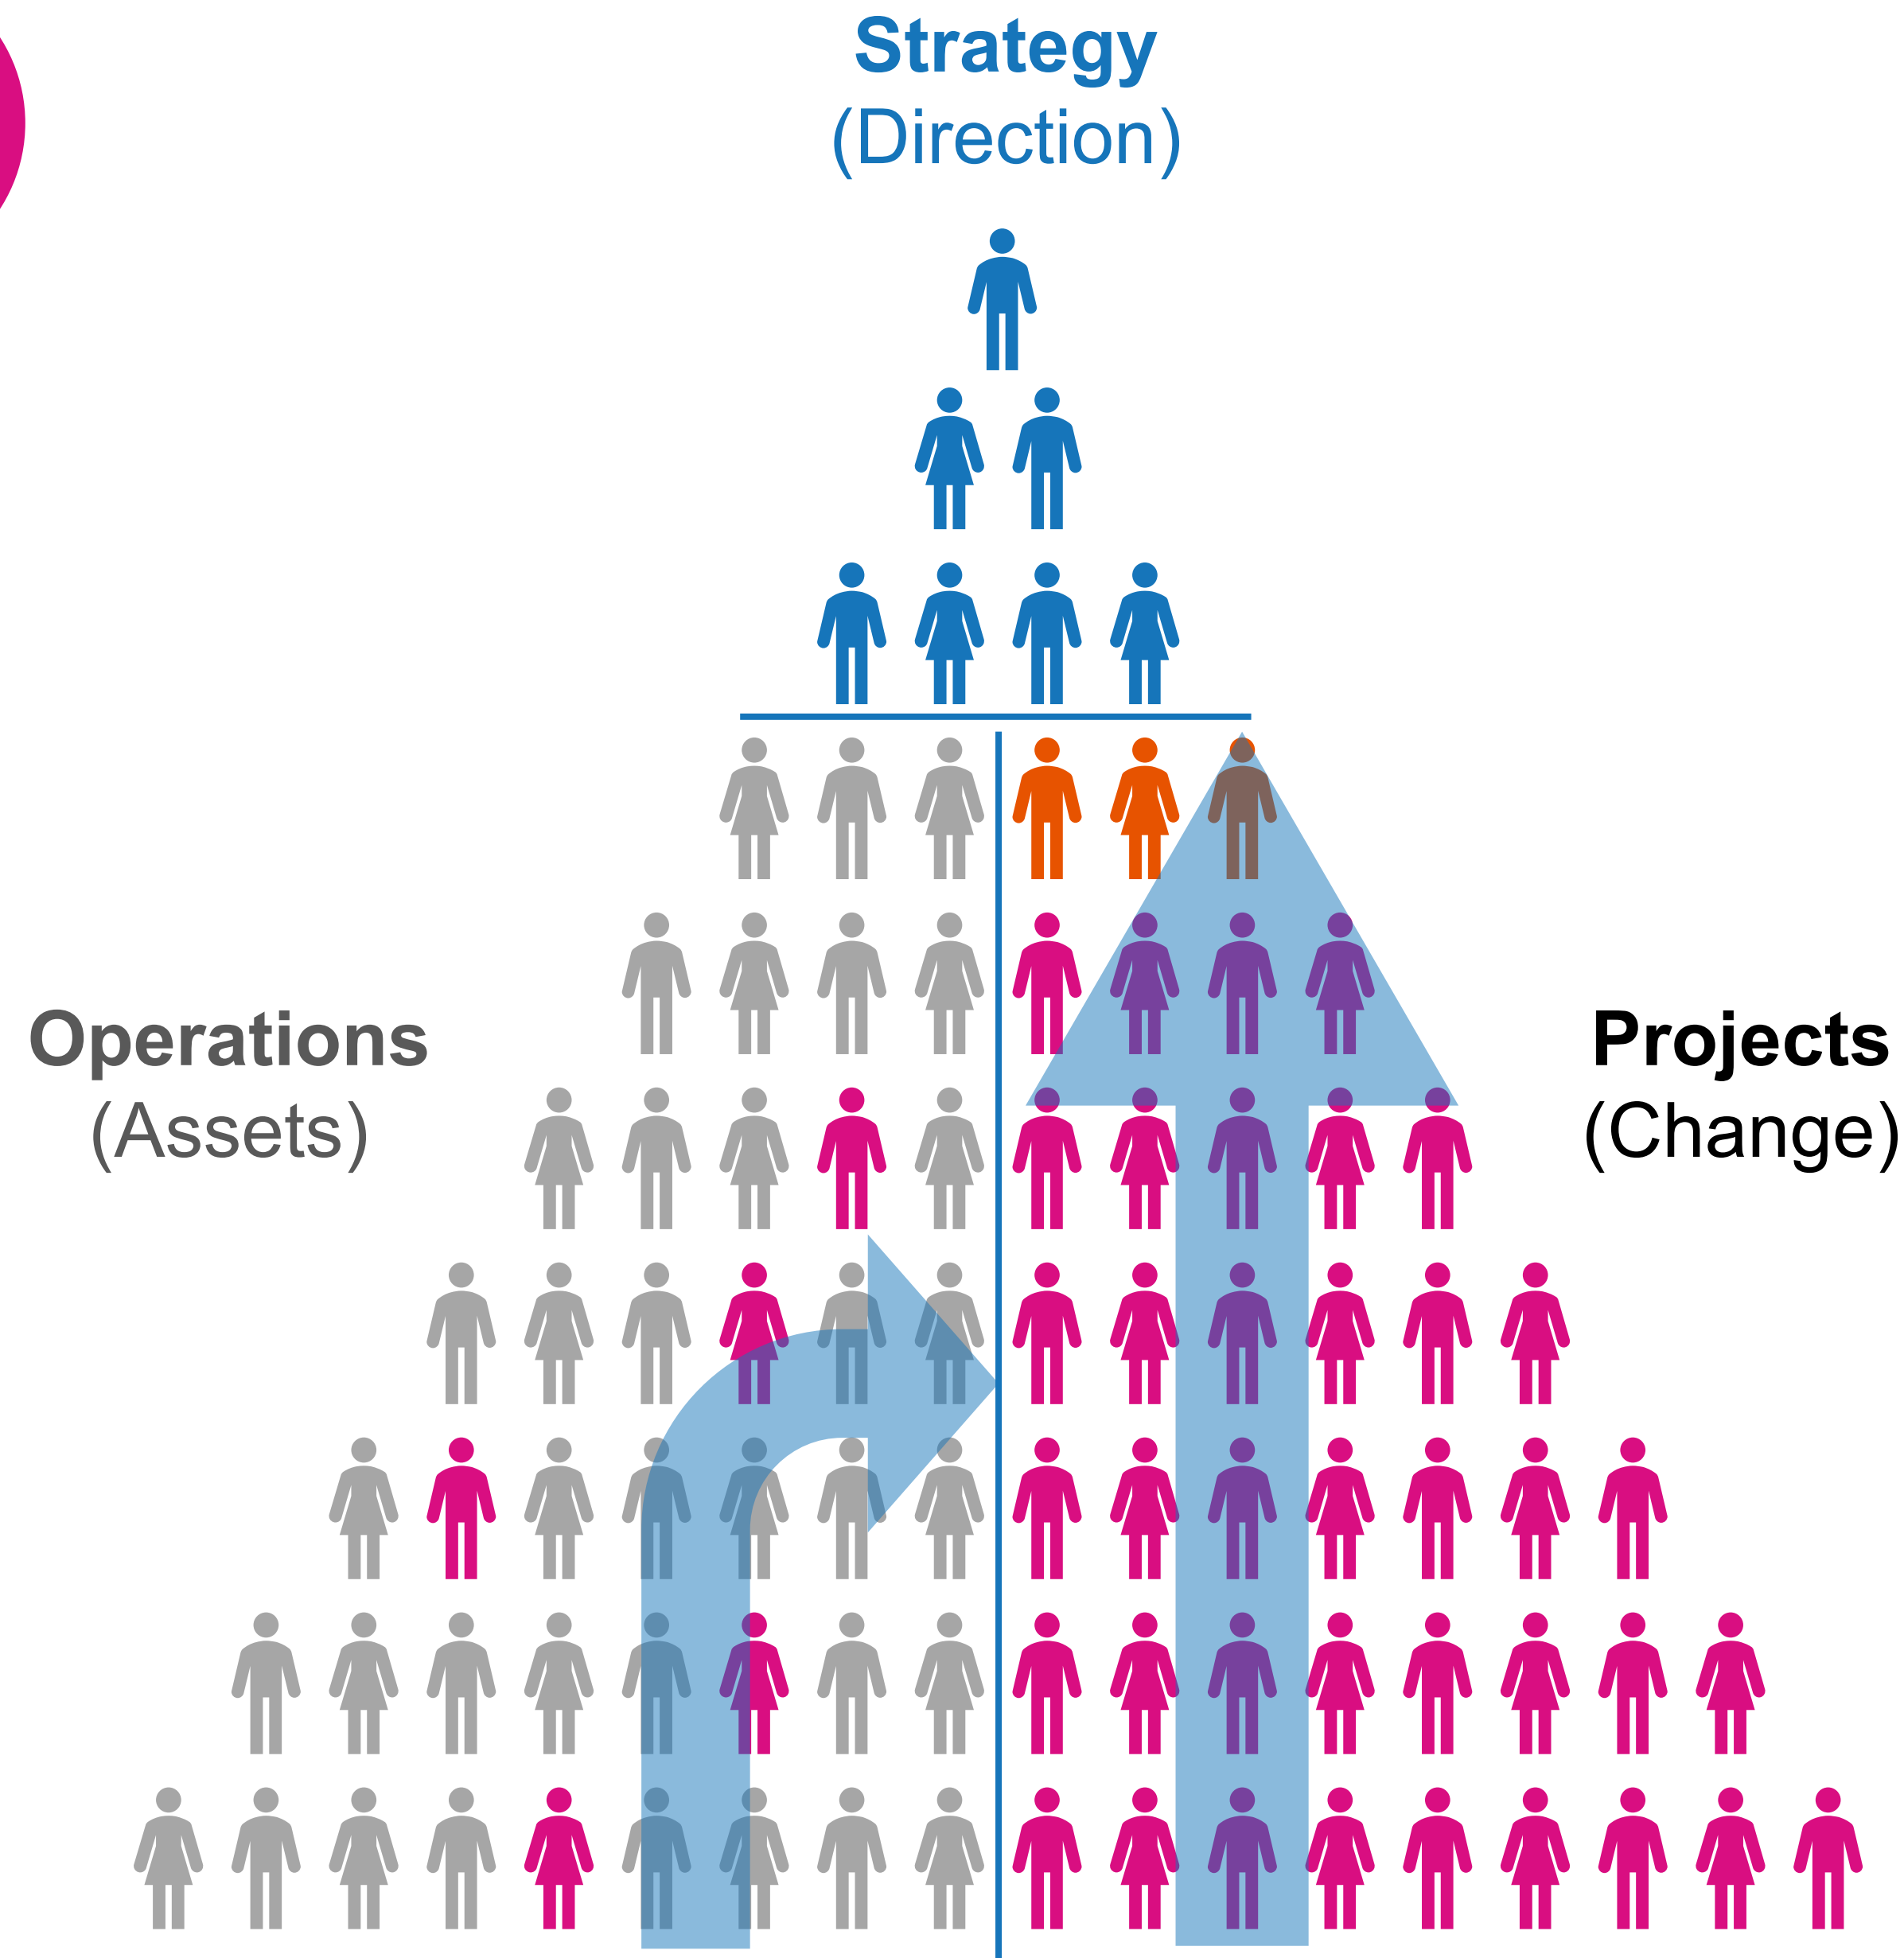 Strategy
(Direction)
Operations
(Assets)
Projects
(Change)